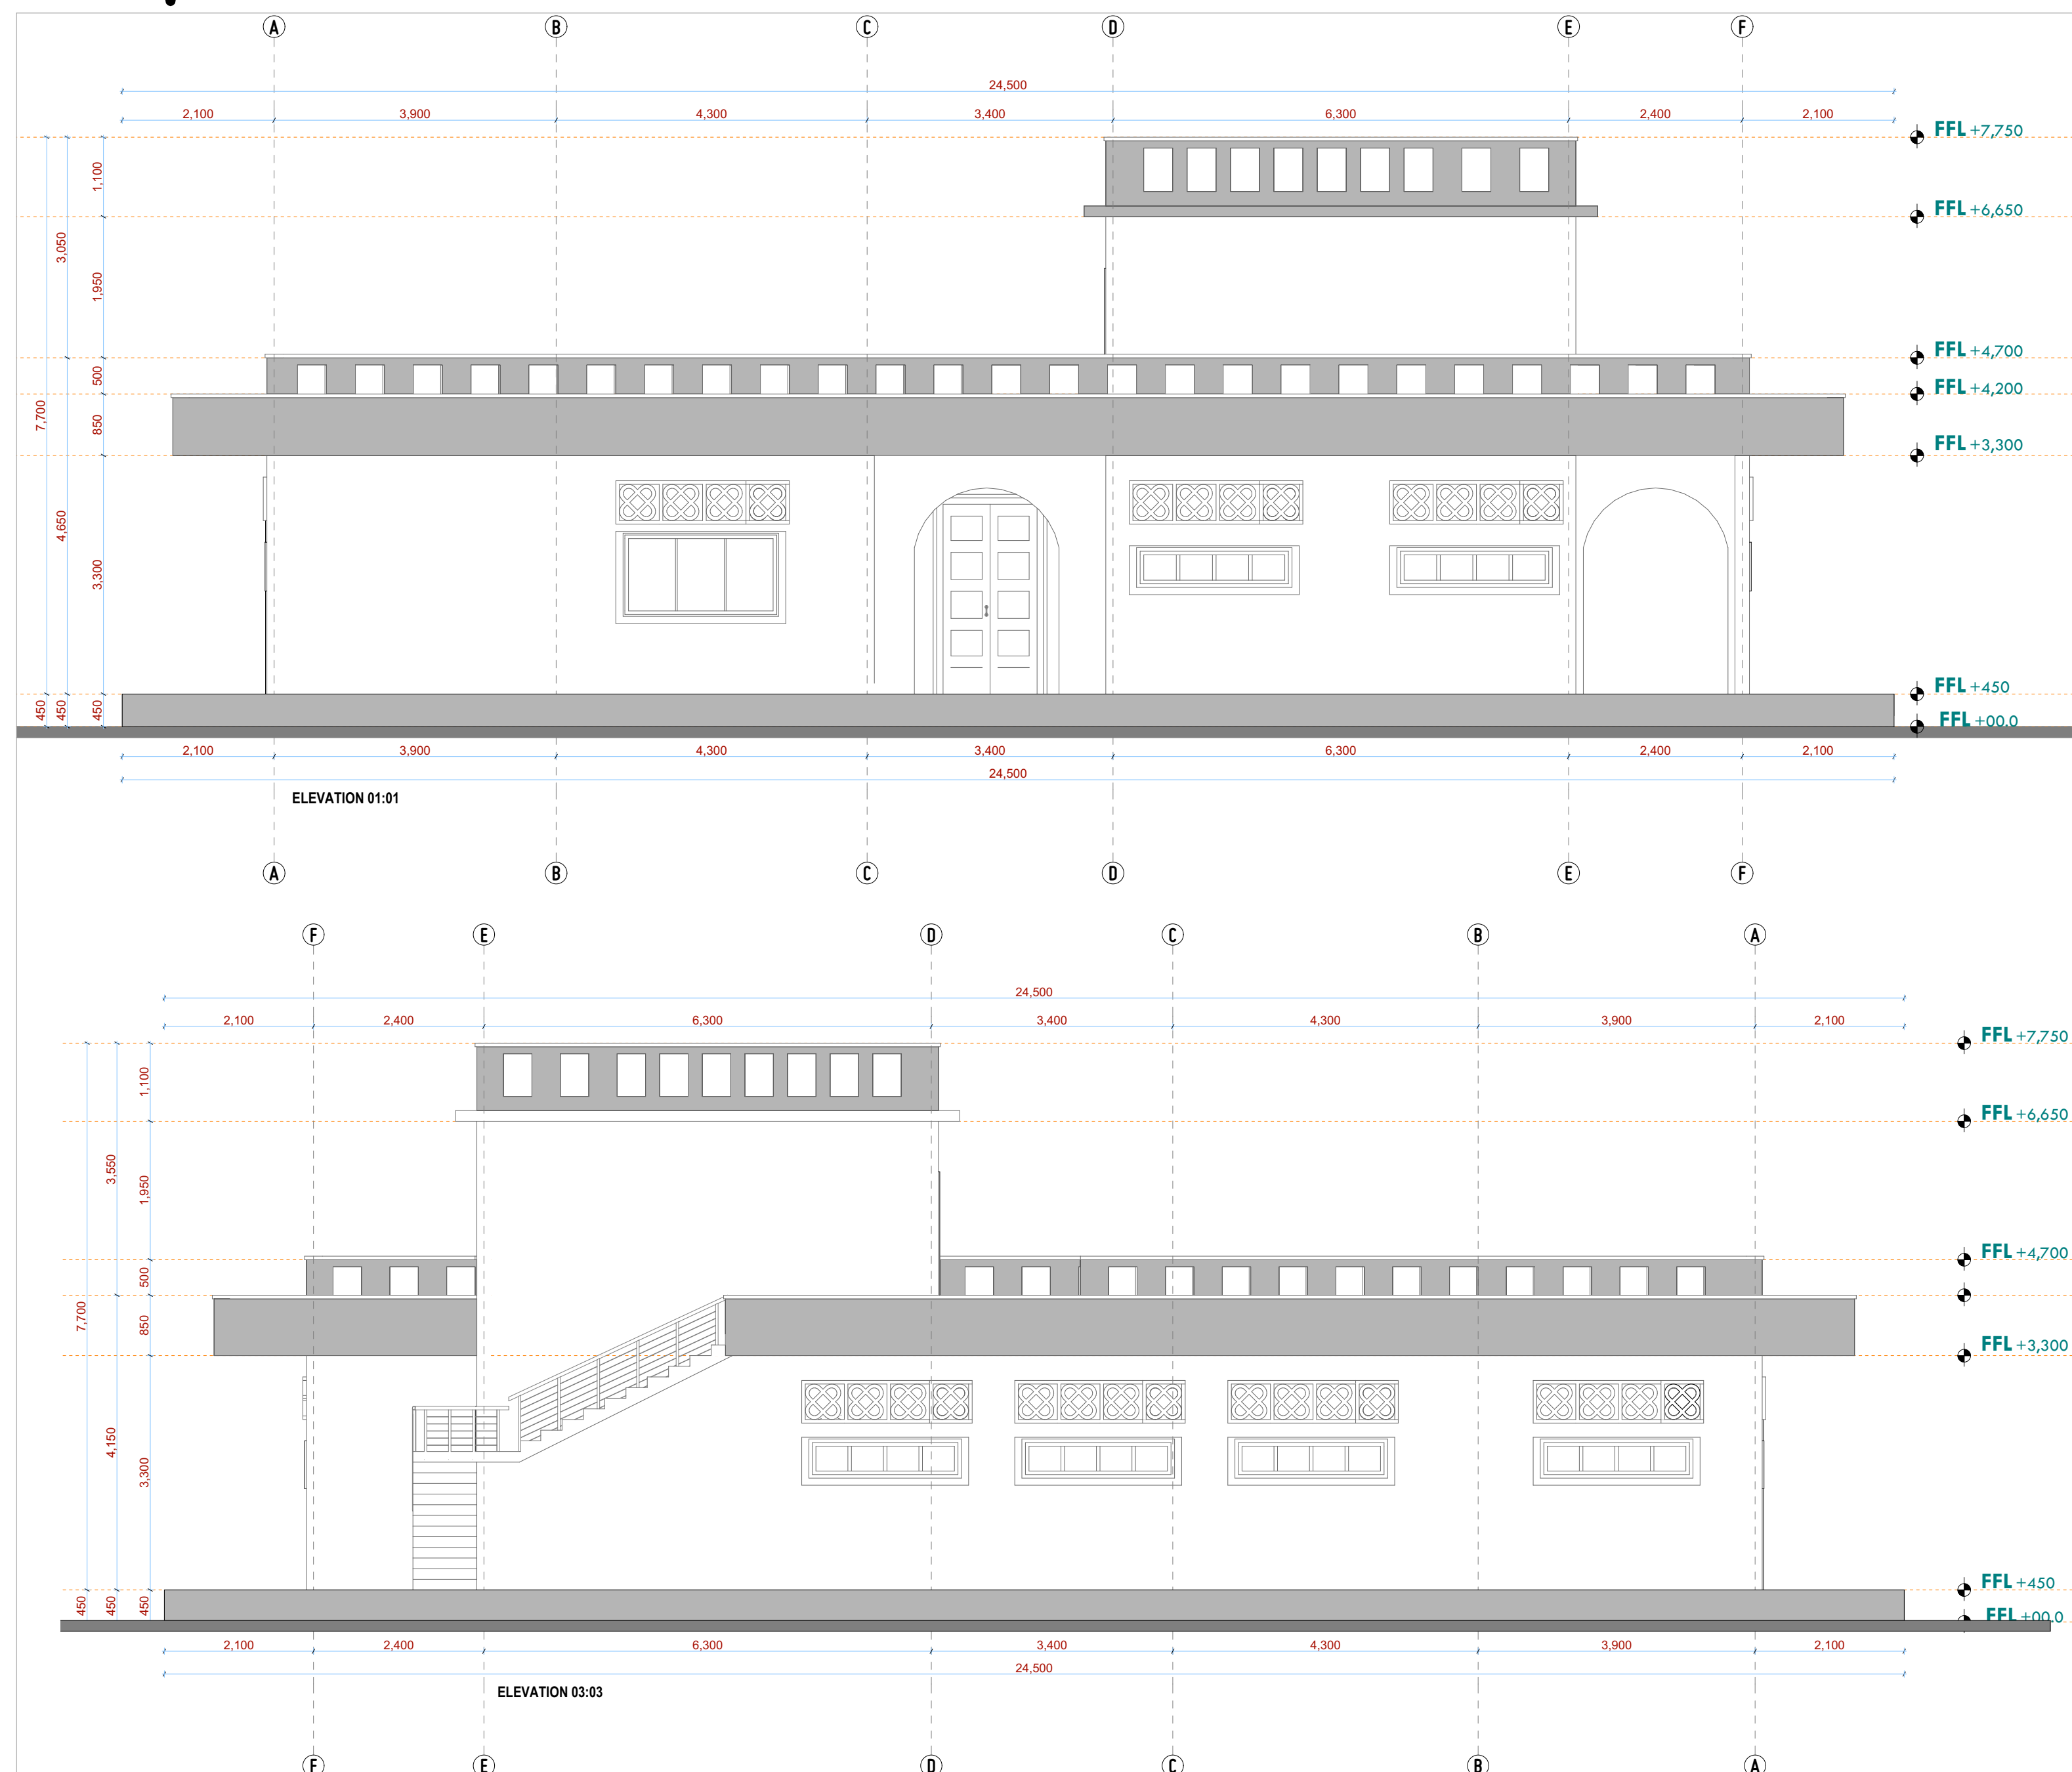 A B C D E F
24,500
2,100 3,900 4,300 3,400 6,300 2,400 2,100
FFL +7,750
1,100
FFL +6,650
3,050
1,950
FFL +4,700
500
FFL +4,200
7,700
850
FFL +3,300
4,650
3,300
FFL +450
450 450 450
FFL +00.0
2,100 3,900 4,300 3,400 6,300 2,400 2,100
24,500
ELEVATION 01:01
A B C D E F
F E D C B A
24,500
2,100 2,400 6,300 3,400 4,300 3,900 2,100
FFL +7,750
1,100
FFL +6,650
3,550
1,950
FFL +4,700
500
7,700
850
FFL +3,300
4,150
3,300
FFL +450
450 450 450
FFL +00.0
2,100 2,400 6,300 3,400 4,300 3,900 2,100
24,500
ELEVATION 03:03
F E D C B A